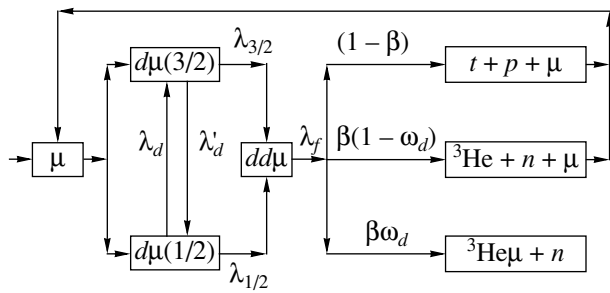 λ3/2
(1 – β)
dμ(3/2)
t + p + μ
μ
λd
λ'd
ddμ
λf
β(1 – ωd)
³He + n + μ
dμ(1/2)
λ1/2
βωd
³Heμ + n